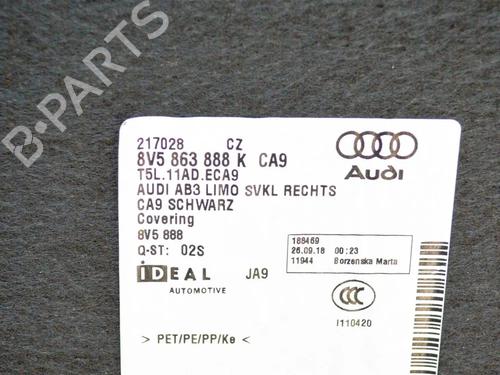 217028 CZ
8V5 863 888 K CA9
T5L.11AD.ECA9
AUDI AB3 LIMO SVKL RECHTS
CA9 SCHWARZ
Covering
8V5 888
Q-ST: 02S
IDEAL JA9
AUTOMOTIVE
> PET/PE/PP/Ke <
Audi
188469
26.09.18 00:23
11944 Borzenska Marta
CCC
I110420
B PARTS